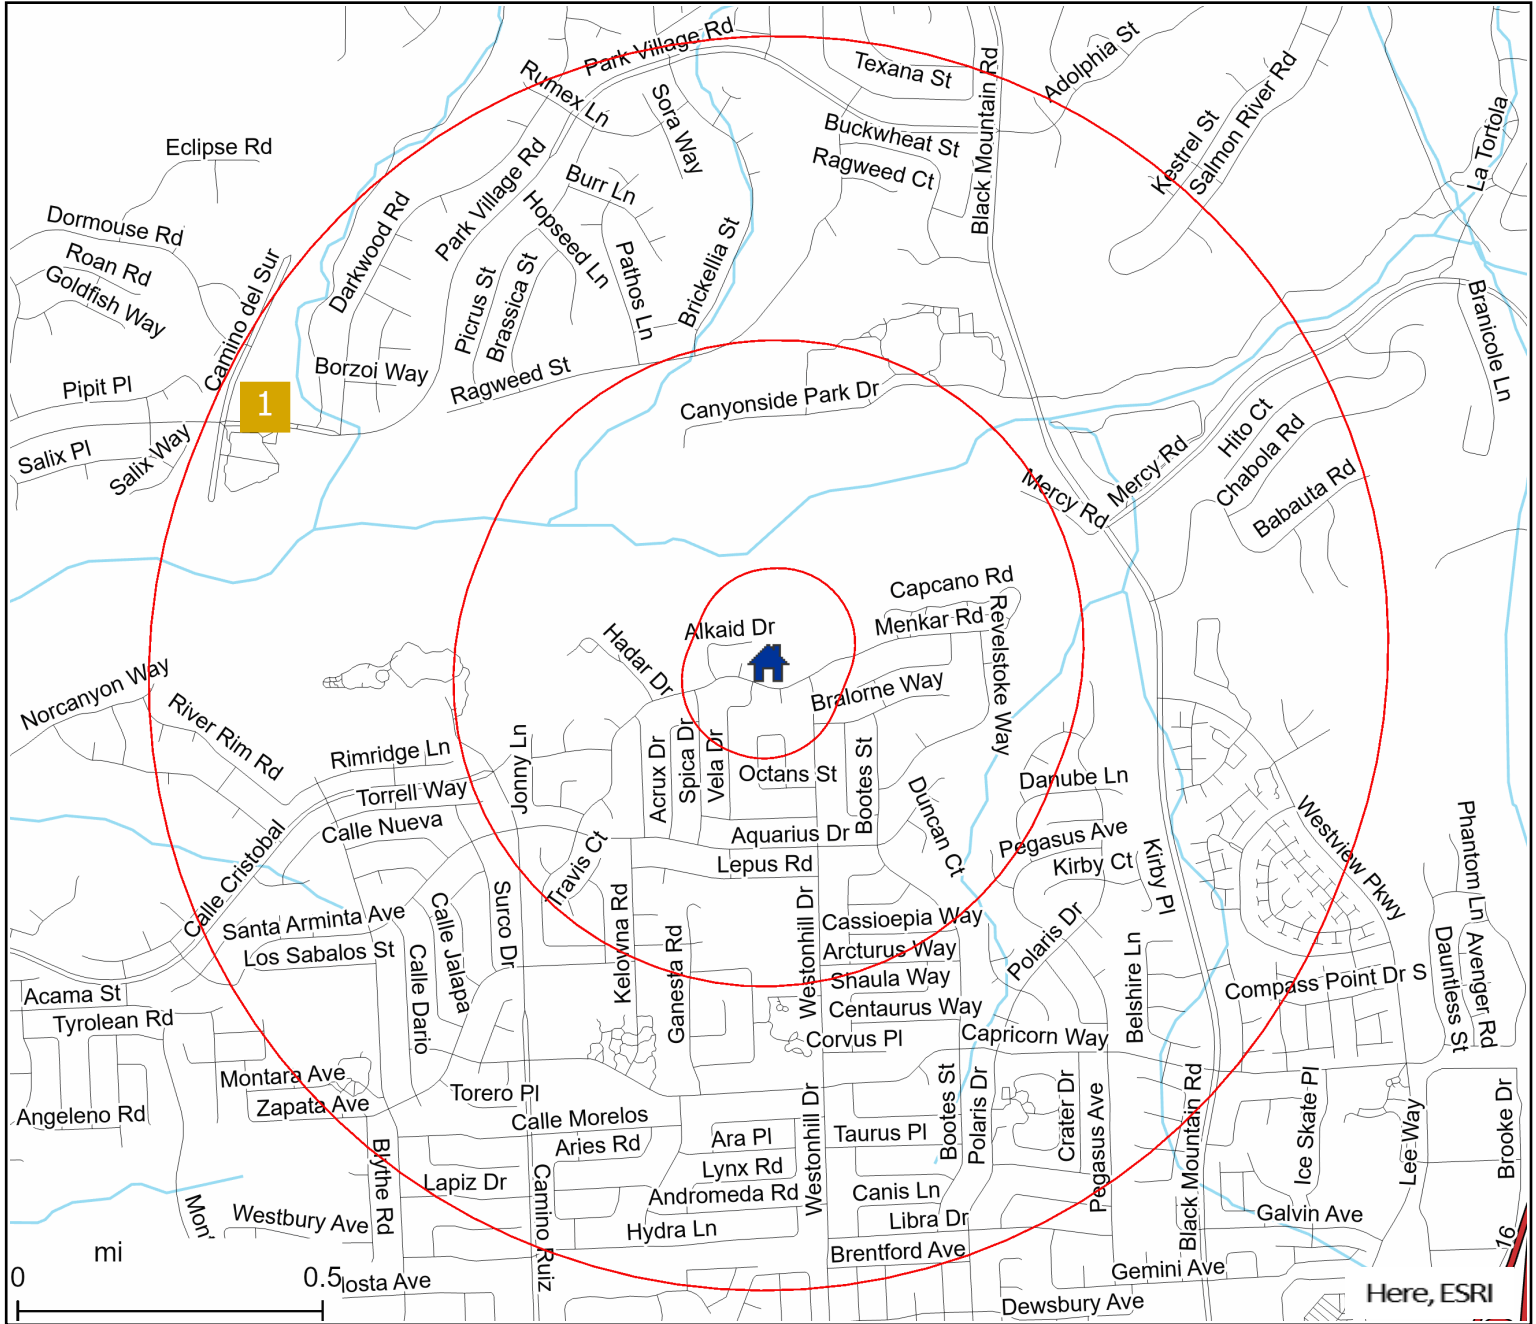 Park Village Rd
Rumex Ln
Sora Way
Texana St
Black Mountain Rd
Adolphia St
Kestrel St
Salmon River Rd
La Tortola
Eclipse Rd
Buckwheat St
Ragweed Ct
Park Village Rd
Burr Ln
Hopseed Ln
Dormouse Rd
Roan Rd
Goldfish Way
Camino del Sur
Darkwood Rd
Picrus St
Brassica St
Pathos Ln
Brickellia St
Branicole Ln
Pipit Pl
Borzoi Way
Ragweed St
1
Canyonside Park Dr
Salix Pl
Salix Way
Mercy Rd
Mercy Rd
Hito Ct
Chabola Rd
Babauta Rd
Capcano Rd
Menkar Rd
Revelstoke Way
Alkaid Dr
Hadar Dr
Bralorne Way
Norcanyon Way
River Rim Rd
Rimridge Ln
Torrell Way
Calle Nueva
Jonny Ln
Acrux Dr
Spica Dr
Vela Dr
Octans St
Bootes St
Duncan Ct
Danube Ln
Pegasus Ave
Kirby Ct
Kirby Pl
Westview Pkwy
Phantom Ln
Aquarius Dr
Lepus Rd
Calle Cristobal
Travis Ct
Santa Arminta Ave
Los Sabalos St
Calle Jalapa
Calle Dario
Surco Dr
Kelowna Rd
Ganesta Rd
Westonhill Dr
Cassioepia Way
Arcturus Way
Shaula Way
Centaurus Way
Corvus Pl
Polaris Dr
Belshire Ln
Capricorn Way
Compass Point Dr S
Dauntless St
Avenger Rd
Acama St
Tyrolean Rd
Montara Ave
Zapata Ave
Angeleno Rd
Torero Pl
Calle Morelos
Aries Rd
Ara Pl
Lynx Rd
Andromeda Rd
Hydra Ln
Westonhill Dr
Taurus Pl
Bootes St
Polaris Dr
Crater Dr
Pegasus Ave
Black Mountain Rd
Ice Skate Pl
Lee Way
Brooke Dr
Blythe Rd
Lapiz Dr
Camino Ruiz
Canis Ln
Libra Dr
Brentford Ave
Galvin Ave
Gemini Ave
Dewsbury Ave
Westbury Ave
Mon
iosta Ave
16
mi
0 0.5
Here, ESRI